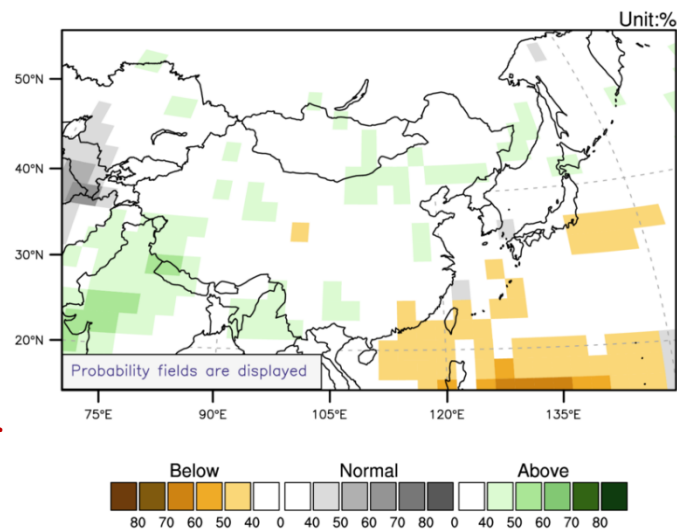 Unit:%
50°N
40°N
30°N
20°N
Probability fields are displayed
75°E 90°E 105°E 120°E 135°E
Below Normal Above
80 70 60 50 40 0 40 50 60 70 80 0 40 50 60 70 80